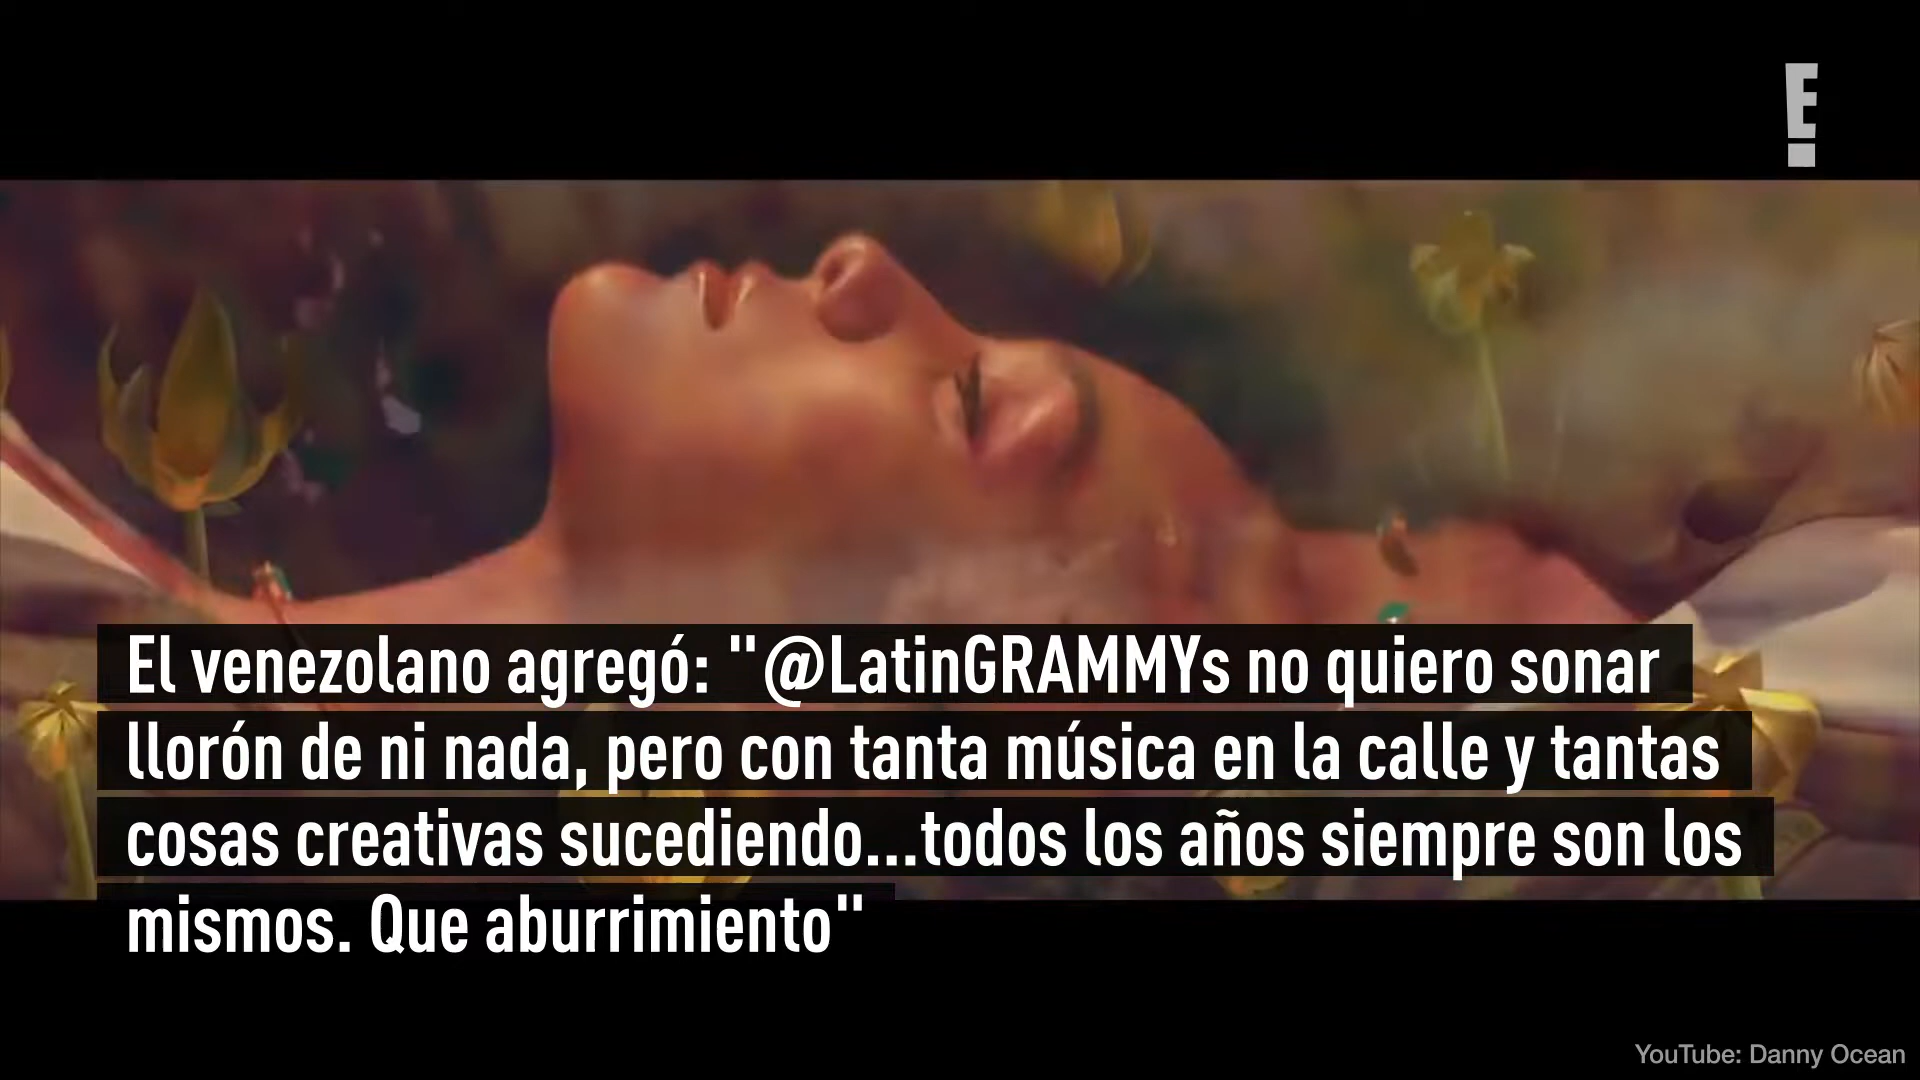 E!
El venezolano agregó: "@LatinGRAMMYs no quiero sonar
llorón de ni nada, pero con tanta música en la calle y tantas
cosas creativas sucediendo...todos los años siempre son los
mismos. Que aburrimiento"
YouTube: Danny Ocean